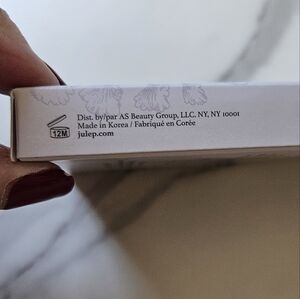 Dist. by/par AS Beauty Group, LLC. NY, NY 10001
Made in Korea / Fabriqué en Corée
julep.com
12M